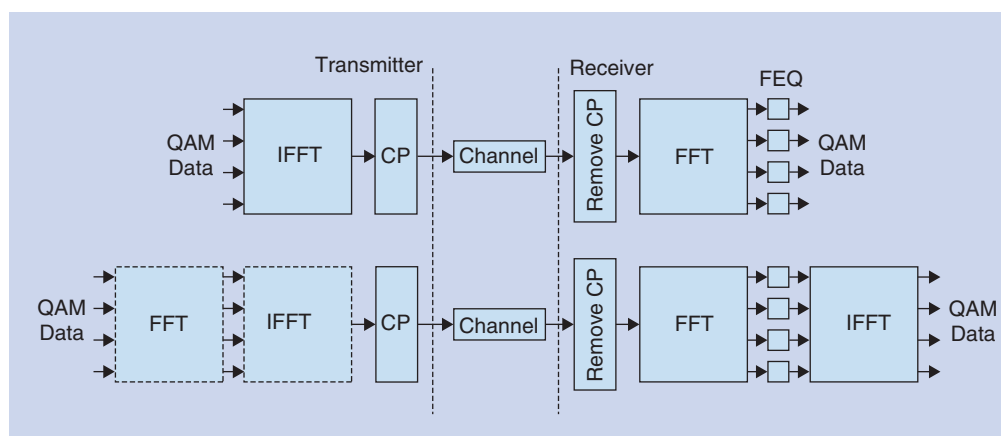 Transmitter
Receiver
FEQ
QAM
Data
IFFT
CP
Channel
Remove CP
FFT
QAM
Data
QAM
Data
FFT
IFFT
CP
Channel
Remove CP
FFT
IFFT
QAM
Data